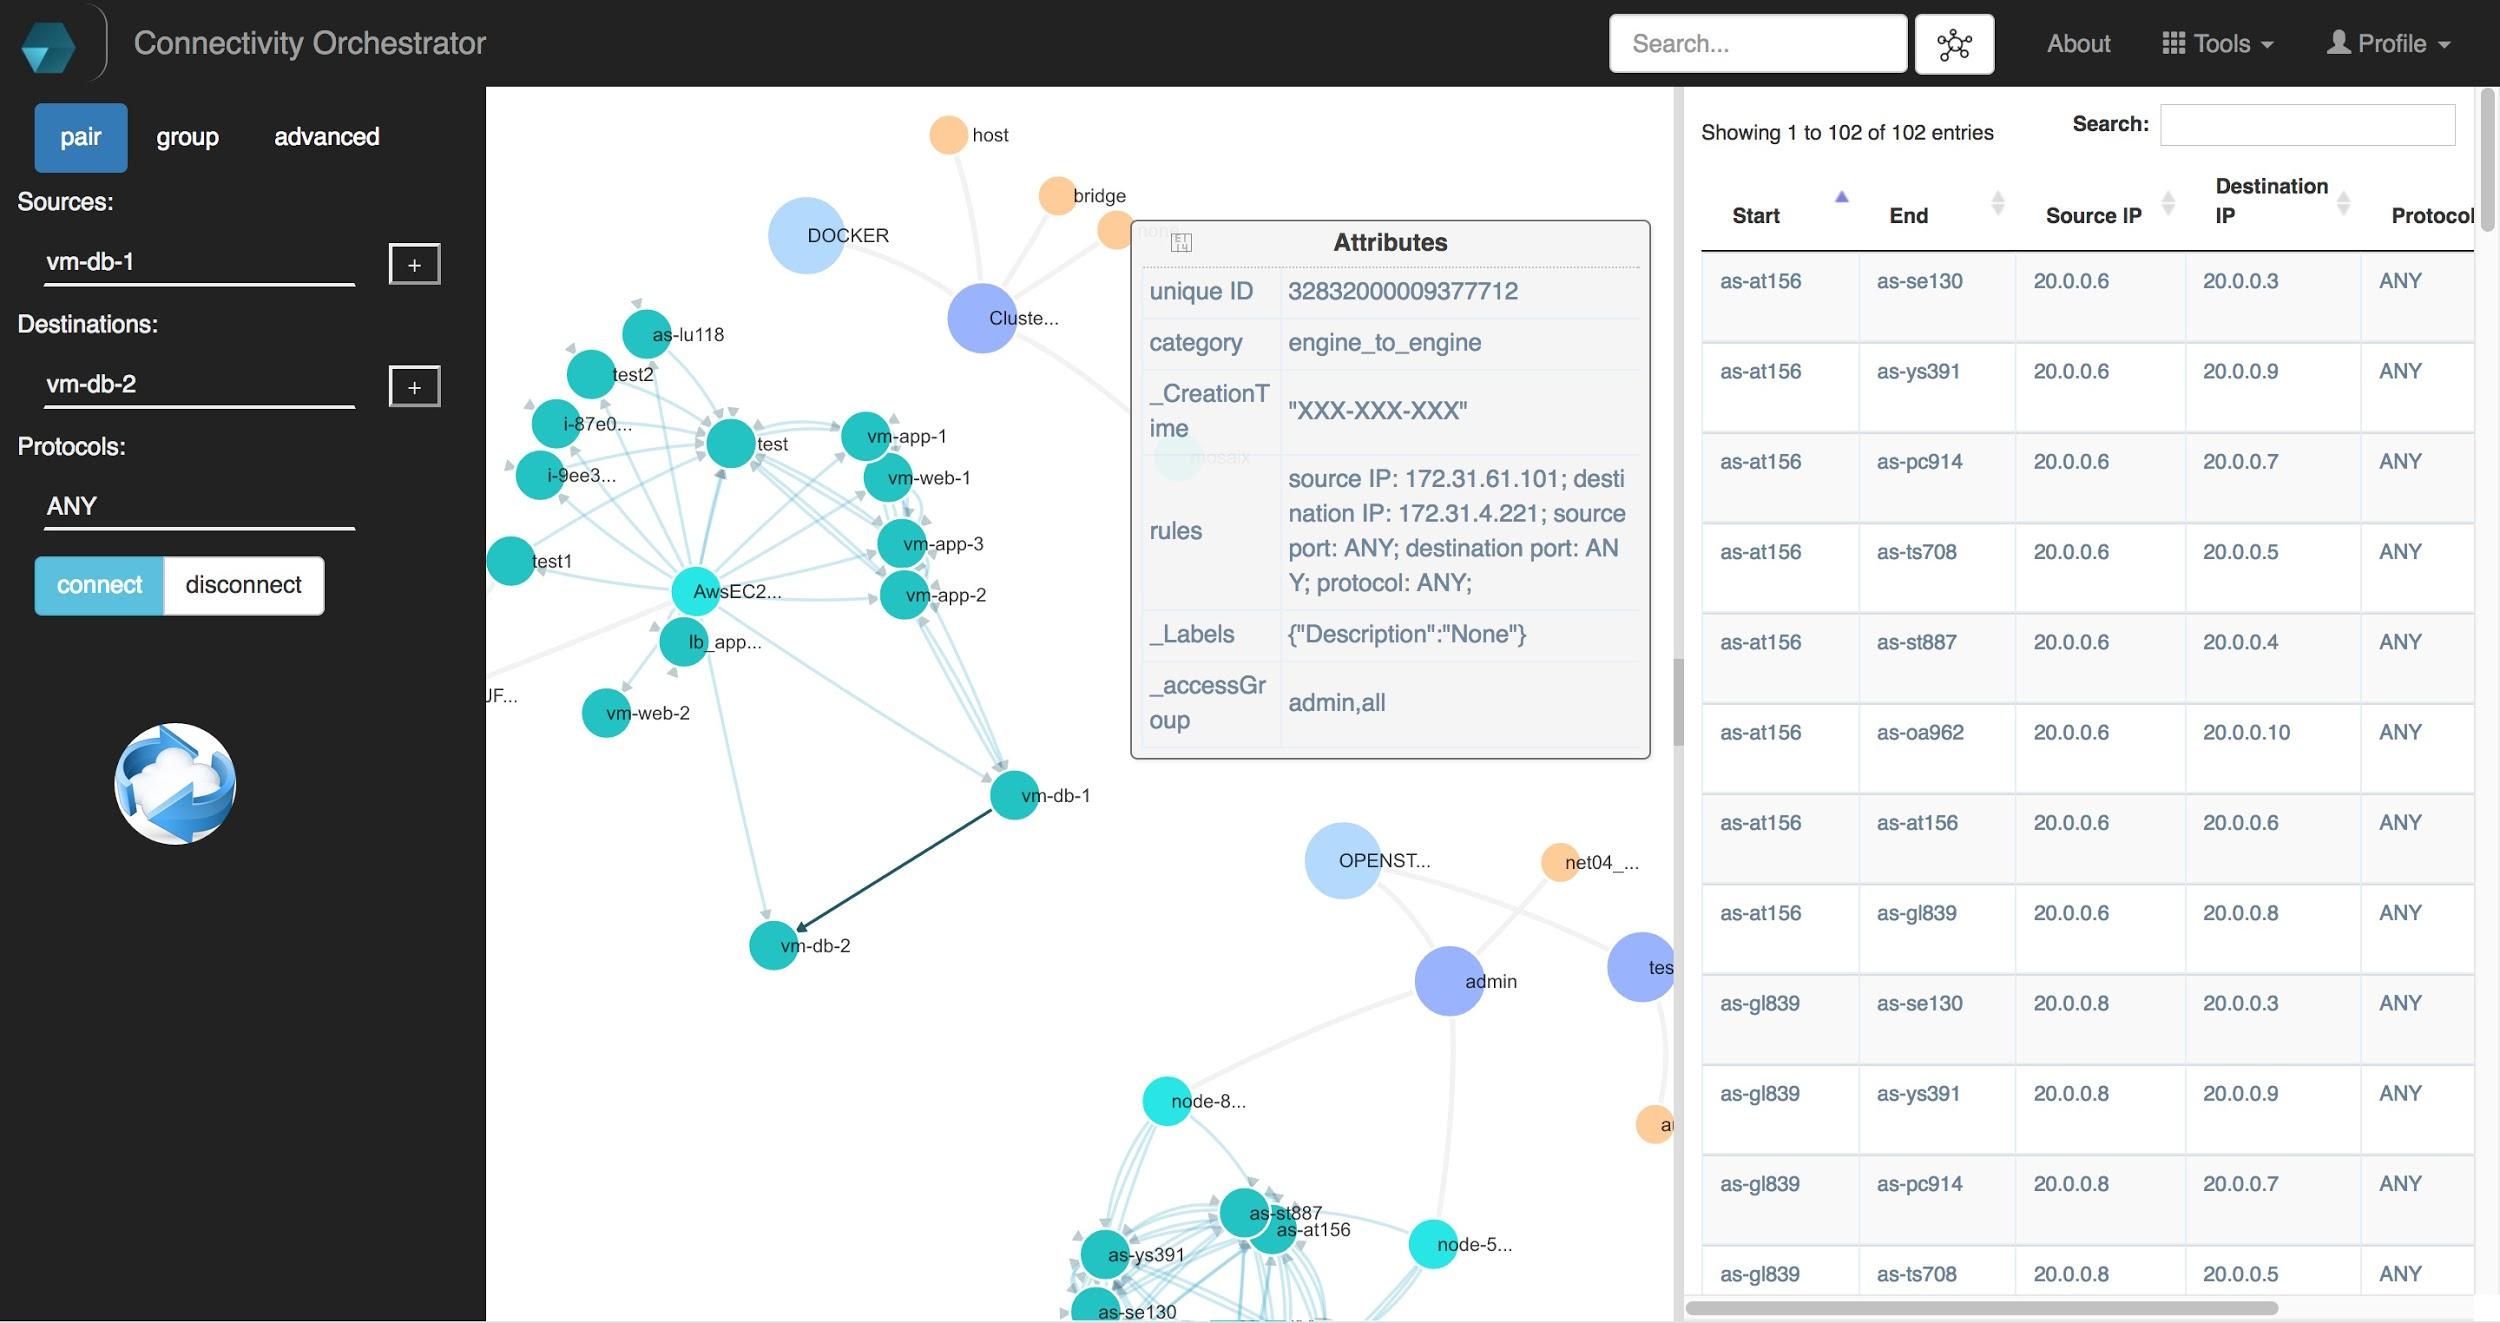 Connectivity Orchestrator
Search...
About
Tools
Profile
pair
group
advanced
Sources:
vm-db-1
+
Destinations:
vm-db-2
+
Protocols:
ANY
connect
disconnect
host
bridge
none
DOCKER
Cluste...
as-lu118
test2
i-87e0...
i-9ee3...
test
vm-app-1
vm-web-1
mosaix
vm-app-3
test1
AwsEC2...
vm-app-2
lb_app...
JF...
vm-web-2
vm-db-1
vm-db-2
OPENST...
net04_...
admin
tes
node-8...
as-st887
as-at156
node-5...
as-ys391
as-se130
Attributes
unique ID 32832000009377712
category engine_to_engine
_CreationT
ime
"XXX-XXX-XXX"
rules
source IP: 172.31.61.101; desti
nation IP: 172.31.4.221; source
port: ANY; destination port: AN
Y; protocol: ANY;
_Labels {"Description":"None"}
_accessGr
oup
admin,all
Showing 1 to 102 of 102 entries
Search:
Start End Source IP Destination IP Protocol
as-at156 as-se130 20.0.0.6 20.0.0.3 ANY
as-at156 as-ys391 20.0.0.6 20.0.0.9 ANY
as-at156 as-pc914 20.0.0.6 20.0.0.7 ANY
as-at156 as-ts708 20.0.0.6 20.0.0.5 ANY
as-at156 as-st887 20.0.0.6 20.0.0.4 ANY
as-at156 as-oa962 20.0.0.6 20.0.0.10 ANY
as-at156 as-at156 20.0.0.6 20.0.0.6 ANY
as-at156 as-gl839 20.0.0.6 20.0.0.8 ANY
as-gl839 as-se130 20.0.0.8 20.0.0.3 ANY
as-gl839 as-ys391 20.0.0.8 20.0.0.9 ANY
as-gl839 as-pc914 20.0.0.8 20.0.0.7 ANY
as-gl839 as-ts708 20.0.0.8 20.0.0.5 ANY